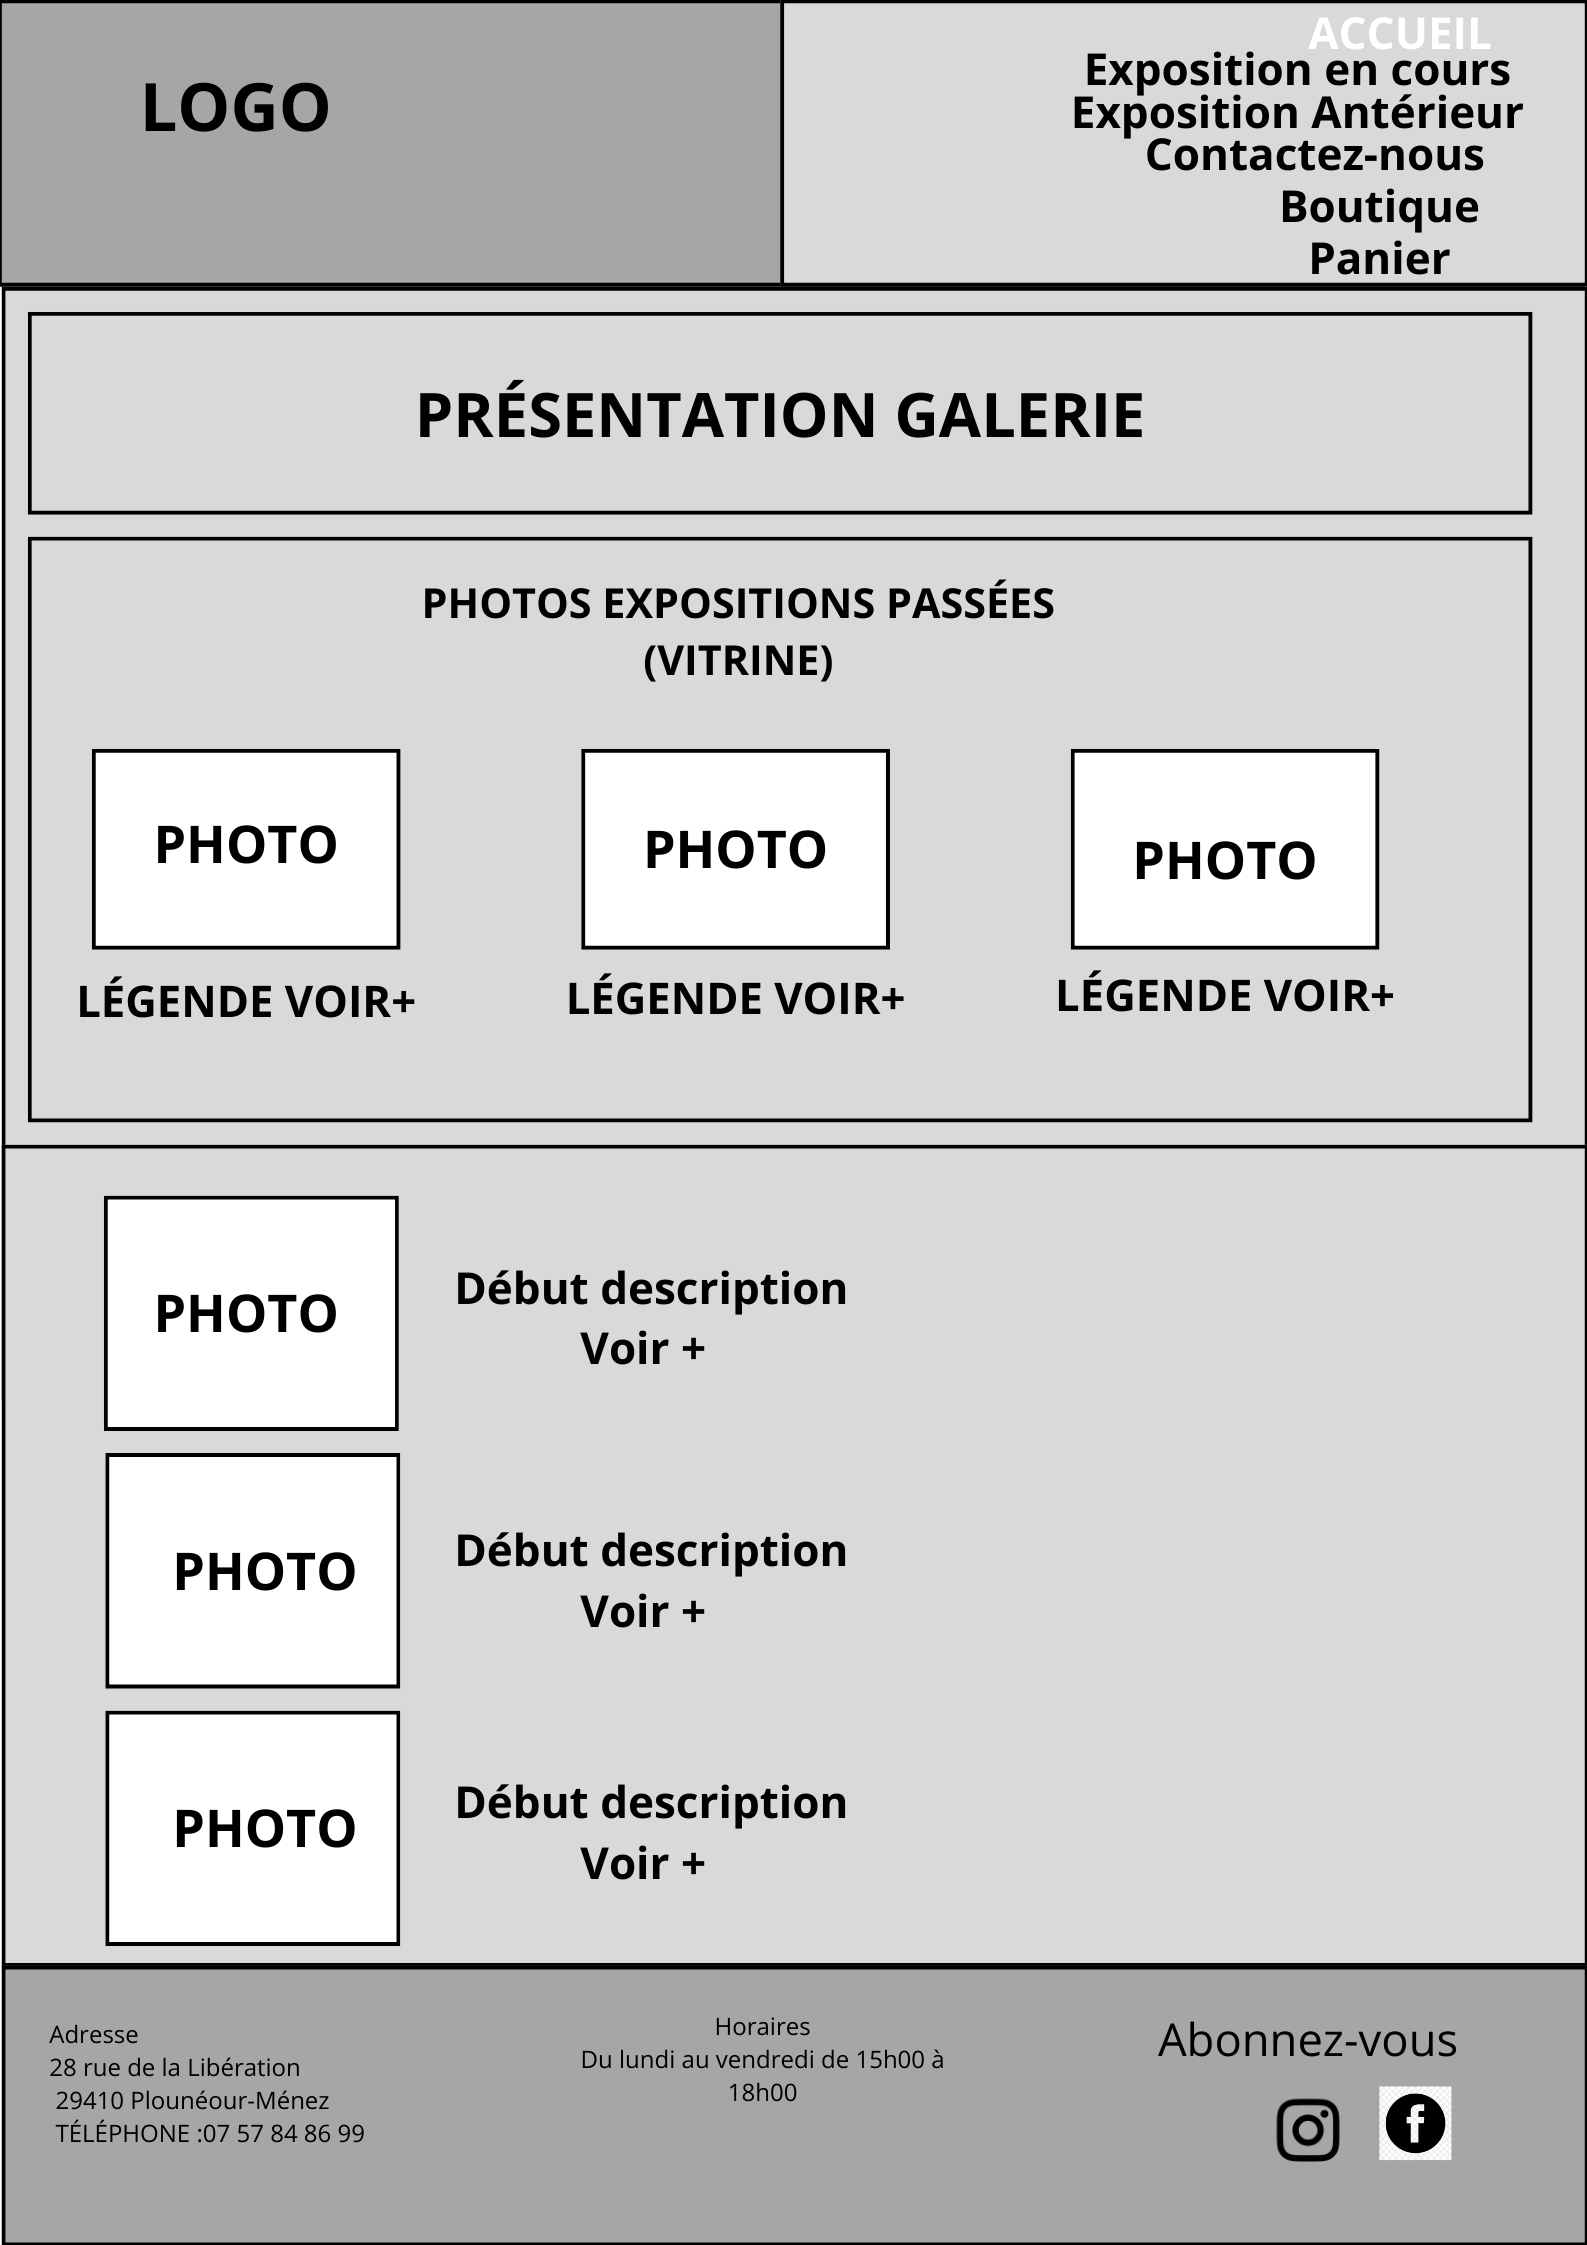 LOGO
ACCUEIL
Exposition en cours
Exposition Antérieur
Contactez-nous
Boutique
Panier
PRÉSENTATION GALERIE
PHOTOS EXPOSITIONS PASSÉES
(VITRINE)
PHOTO
PHOTO
PHOTO
LÉGENDE VOIR+
LÉGENDE VOIR+
LÉGENDE VOIR+
PHOTO
Début description
Voir +
PHOTO
Début description
Voir +
PHOTO
Début description
Voir +
Adresse
28 rue de la Libération
29410 Plounéour-Ménez
TÉLÉPHONE :07 57 84 86 99
Horaires
Du lundi au vendredi de 15h00 à
18h00
Abonnez-vous